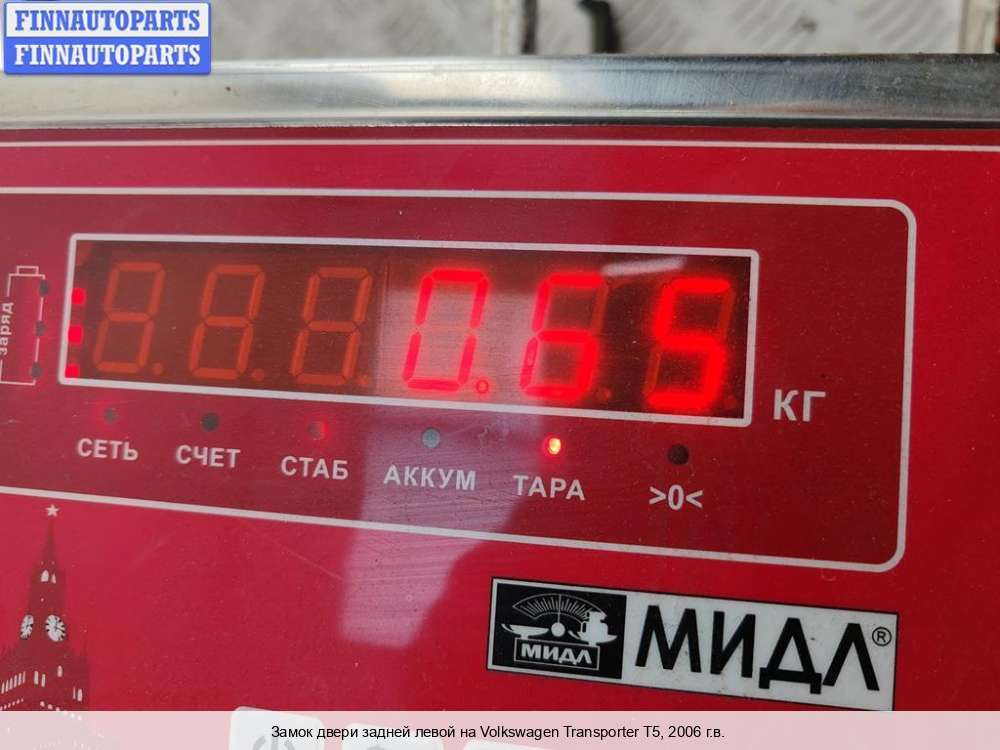 FINNAUTOPARTS
FINNAUTOPARTS
заряд
0.65
КГ
СЕТЬ СЧЕТ СТАБ АККУМ ТАРА >0<
МИДЛ
МИДЛ®
Замок двери задней левой на Volkswagen Transporter T5, 2006 г.в.